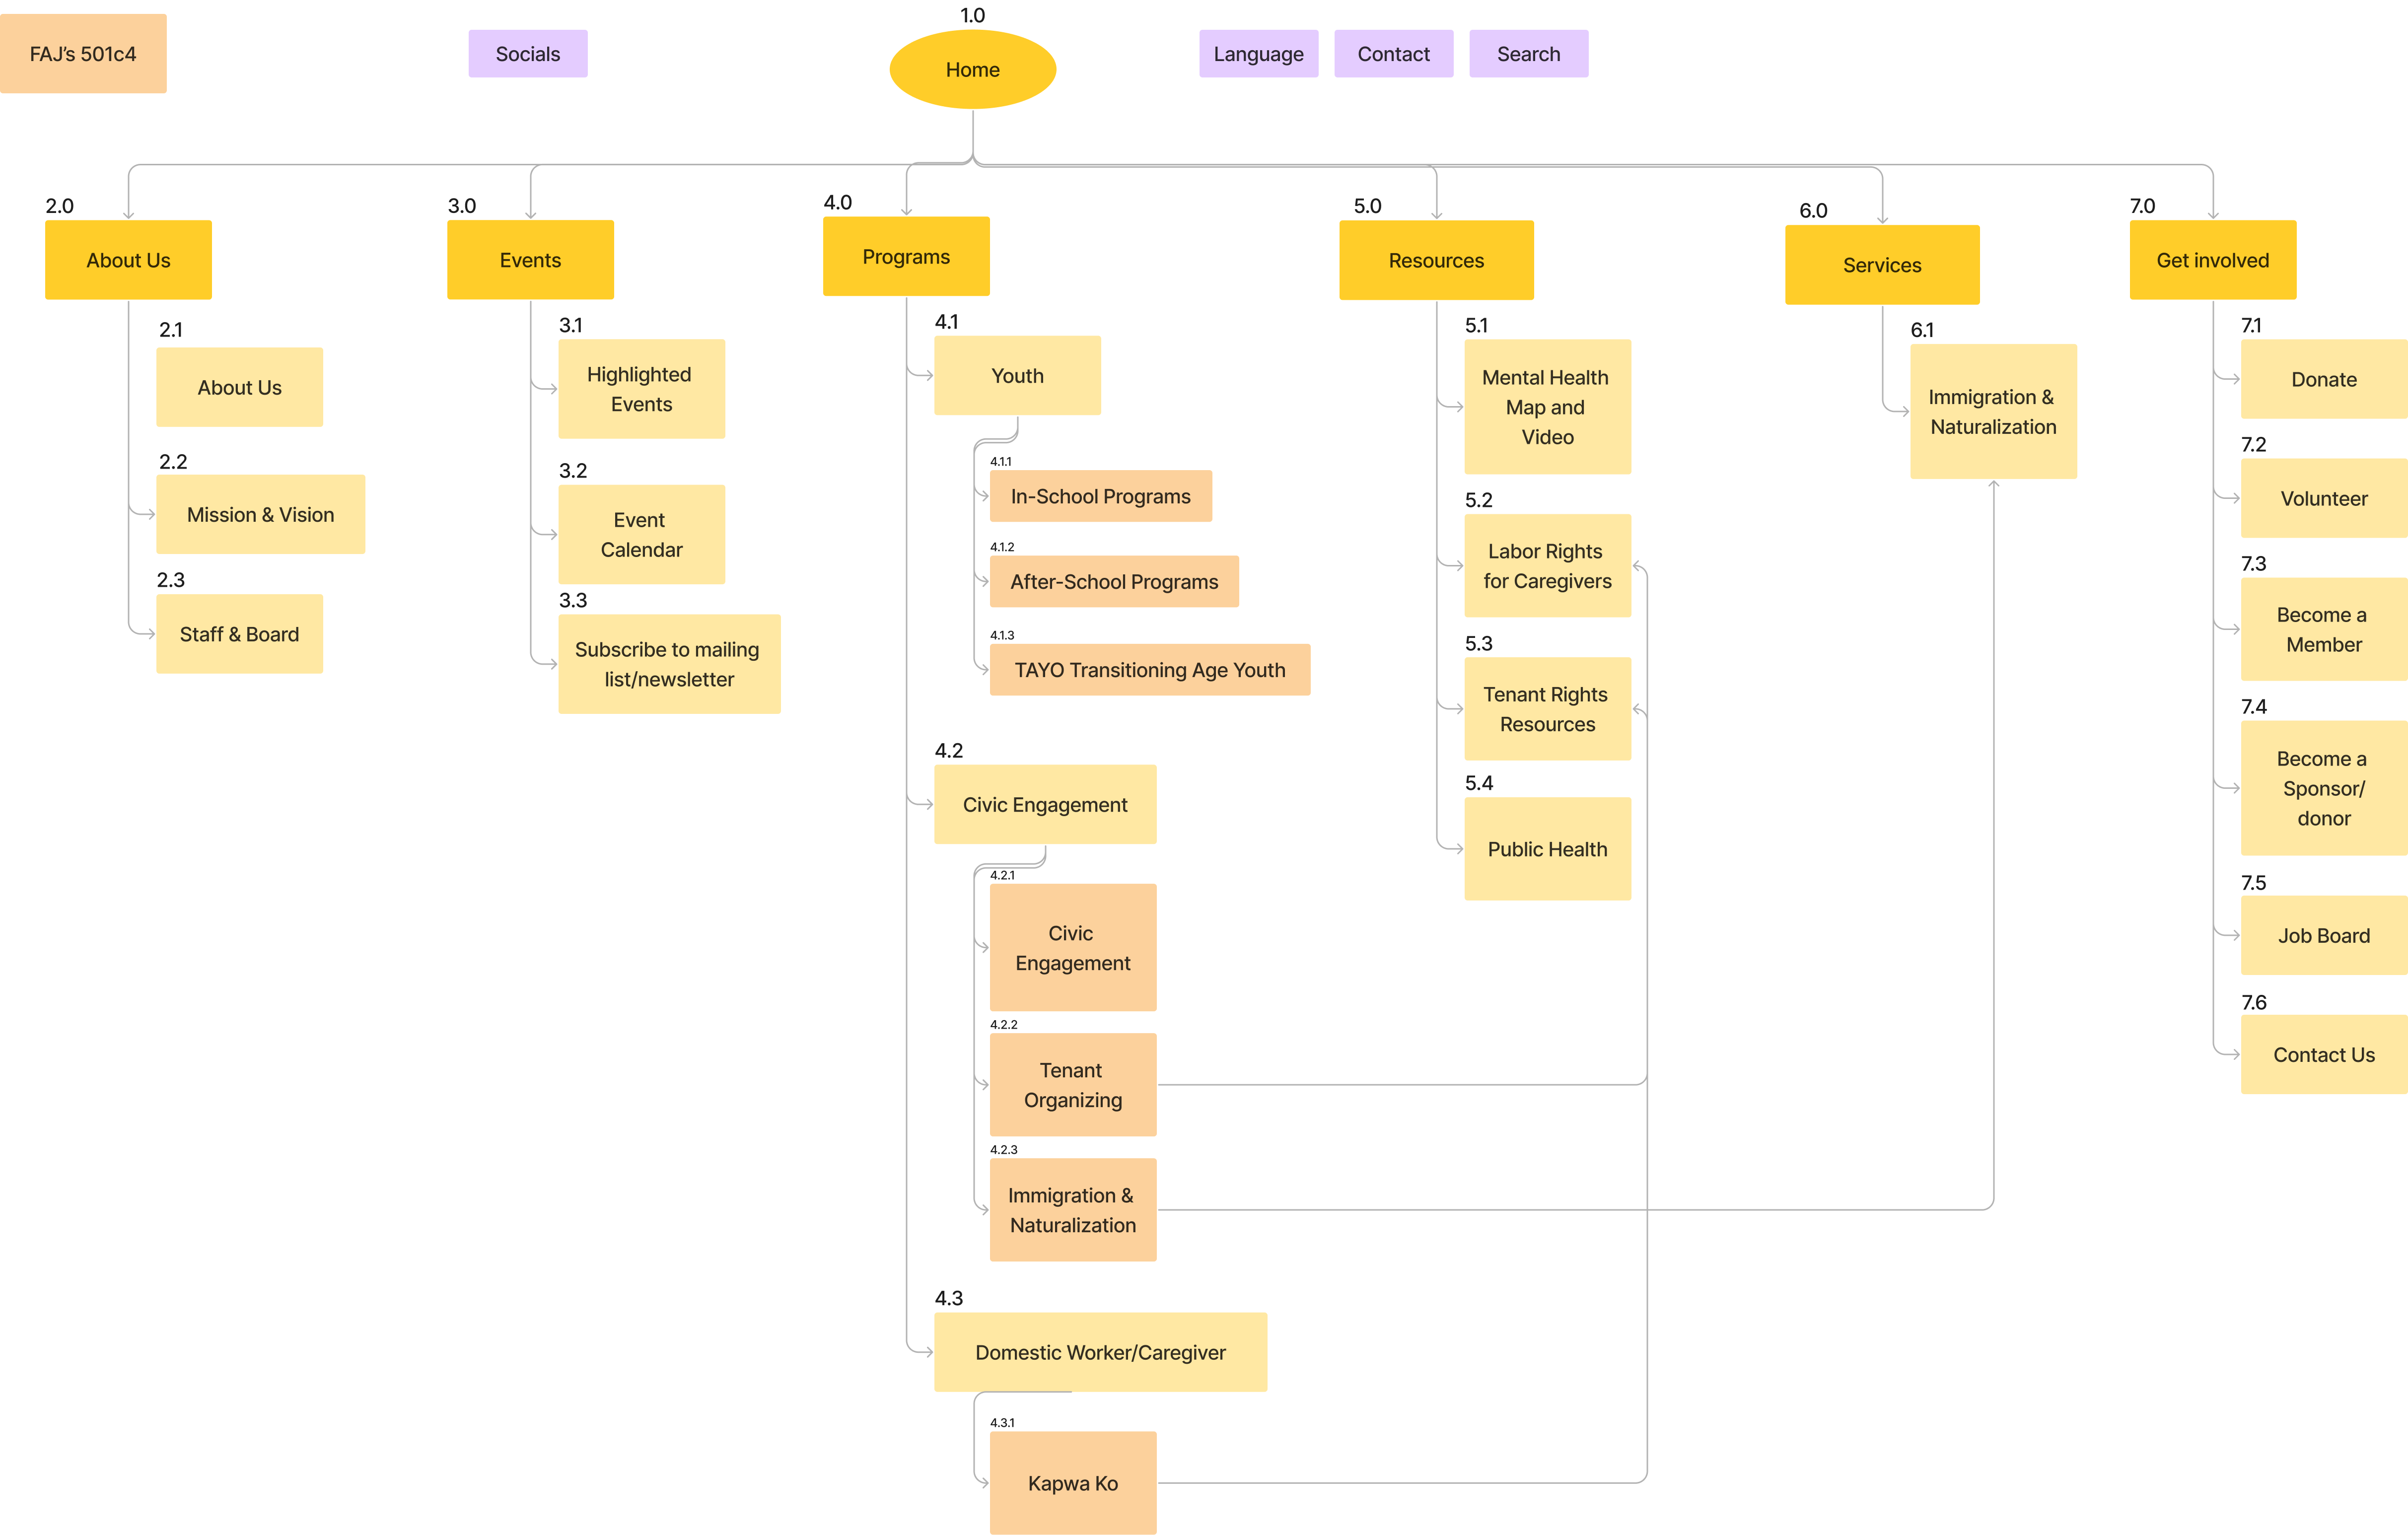 1.0
FAJ’s 501c4
Socials
Home
Language
Contact
Search
2.0
About Us
2.1
About Us
2.2
Mission & Vision
2.3
Staff & Board
3.0
Events
3.1
Highlighted
Events
3.2
Event
Calendar
3.3
Subscribe to mailing
list/newsletter
4.0
Programs
4.1
Youth
4.1.1
In-School Programs
4.1.2
After-School Programs
4.1.3
TAYO Transitioning Age Youth
4.2
Civic Engagement
4.2.1
Civic
Engagement
4.2.2
Tenant
Organizing
4.2.3
Immigration &
Naturalization
4.3
Domestic Worker/Caregiver
4.3.1
Kapwa Ko
5.0
Resources
5.1
Mental Health
Map and
Video
5.2
Labor Rights
for Caregivers
5.3
Tenant Rights
Resources
5.4
Public Health
6.0
Services
6.1
Immigration &
Naturalization
7.0
Get involved
7.1
Donate
7.2
Volunteer
7.3
Become a
Member
7.4
Become a
Sponsor/
donor
7.5
Job Board
7.6
Contact Us